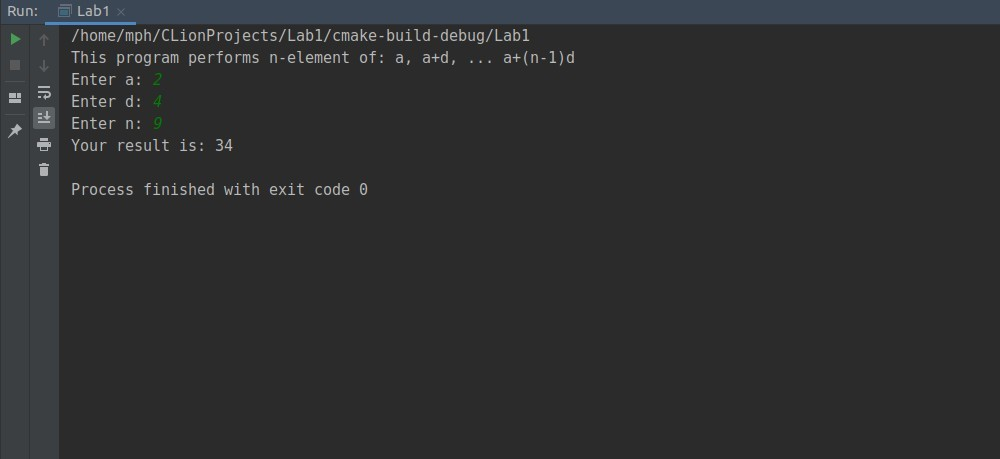 Run: Lab1
/home/mph/CLionProjects/Lab1/cmake-build-debug/Lab1
This program performs n-element of: a, a+d, ... a+(n-1)d
Enter a: 2
Enter d: 4
Enter n: 9
Your result is: 34
Process finished with exit code 0